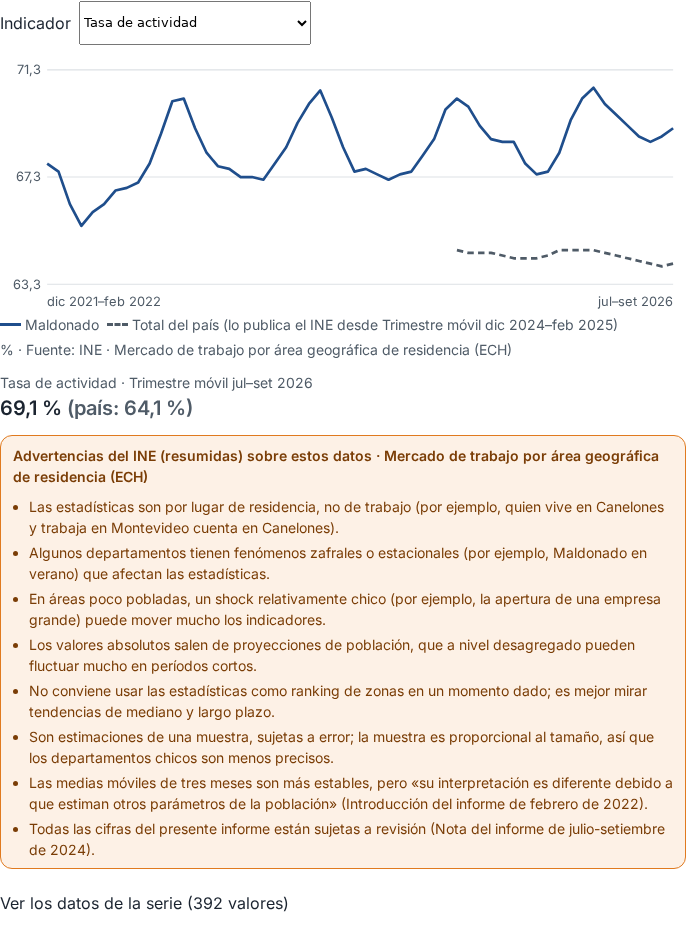 Indicador
Tasa de actividad
71,3
67,3
63,3
dic 2021–feb 2022
jul–set 2026
Maldonado
Total del país (lo publica el INE desde Trimestre móvil dic 2024–feb 2025)
% · Fuente: INE · Mercado de trabajo por área geográfica de residencia (ECH)
Tasa de actividad · Trimestre móvil jul–set 2026
69,1 % (país: 64,1 %)
Advertencias del INE (resumidas) sobre estos datos · Mercado de trabajo por área geográfica
de residencia (ECH)
• Las estadísticas son por lugar de residencia, no de trabajo (por ejemplo, quien vive en Canelones
y trabaja en Montevideo cuenta en Canelones).
• Algunos departamentos tienen fenómenos zafrales o estacionales (por ejemplo, Maldonado en
verano) que afectan las estadísticas.
• En áreas poco pobladas, un shock relativamente chico (por ejemplo, la apertura de una empresa
grande) puede mover mucho los indicadores.
• Los valores absolutos salen de proyecciones de población, que a nivel desagregado pueden
fluctuar mucho en períodos cortos.
• No conviene usar las estadísticas como ranking de zonas en un momento dado; es mejor mirar
tendencias de mediano y largo plazo.
• Son estimaciones de una muestra, sujetas a error; la muestra es proporcional al tamaño, así que
los departamentos chicos son menos precisos.
• Las medias móviles de tres meses son más estables, pero «su interpretación es diferente debido a
que estiman otros parámetros de la población» (Introducción del informe de febrero de 2022).
• Todas las cifras del presente informe están sujetas a revisión (Nota del informe de julio-setiembre
de 2024).
Ver los datos de la serie (392 valores)